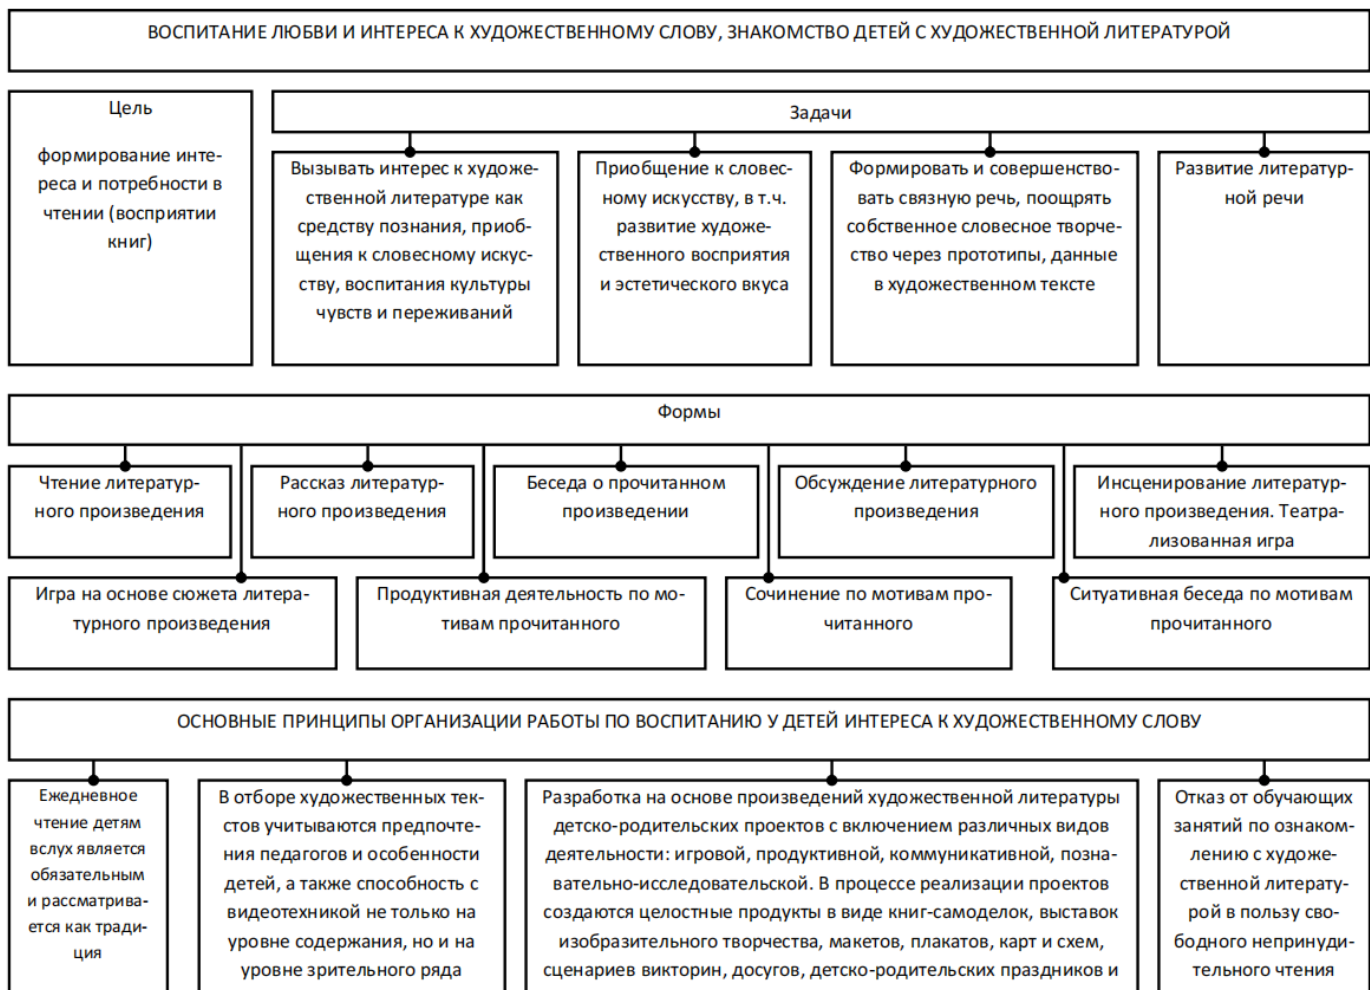 ВОСПИТАНИЕ ЛЮБВИ И ИНТЕРЕСА К ХУДОЖЕСТВЕННОМУ СЛОВУ, ЗНАКОМСТВО ДЕТЕЙ С ХУДОЖЕСТВЕННОЙ ЛИТЕРАТУРОЙ
Цель
формирование инте-
реса и потребности в
чтении (восприятии
книг)
Задачи
Вызывать интерес к художе-
ственной литературе как
средству познания, приоб-
щения к словесному искус-
ству, воспитания культуры
чувств и переживаний
Приобщение к словес-
ному искусству, в т.ч.
развитие художе-
ственного восприятия
и эстетического вкуса
Формировать и совершенство-
вать связную речь, поощрять
собственное словесное творче-
ство через прототипы, данные
в художественном тексте
Развитие литератур-
ной речи
Формы
Чтение литератур-
ного произведения
Рассказ литератур-
ного произведения
Беседа о прочитанном
произведении
Обсуждение литературного
произведения
Инсценирование литератур-
ного произведения. Театра-
лизованная игра
Игра на основе сюжета литера-
турного произведения
Продуктивная деятельность по мо-
тивам прочитанного
Сочинение по мотивам про-
читанного
Ситуативная беседа по мотивам
прочитанного
ОСНОВНЫЕ ПРИНЦИПЫ ОРГАНИЗАЦИИ РАБОТЫ ПО ВОСПИТАНИЮ У ДЕТЕЙ ИНТЕРЕСА К ХУДОЖЕСТВЕННОМУ СЛОВУ
Ежедневное
чтение детям
вслух является
обязательным
и рассматрива-
ется как тради-
ция
В отборе художественных тек-
стов учитываются предпочте-
ния педагогов и особенности
детей, а также способность с
видеотехникой не только на
уровне содержания, но и на
уровне зрительного ряда
Разработка на основе произведений художественной литературы
детско-родительских проектов с включением различных видов
деятельности: игровой, продуктивной, коммуникативной, позна-
вательно-исследовательской. В процессе реализации проектов
создаются целостные продукты в виде книг-самоделок, выставок
изобразительного творчества, макетов, плакатов, карт и схем,
сценариев викторин, досугов, детско-родительских праздников и
Отказ от обучающих
занятий по ознаком-
лению с художе-
ственной литерату-
рой в пользу сво-
бодного непринуди-
тельного чтения